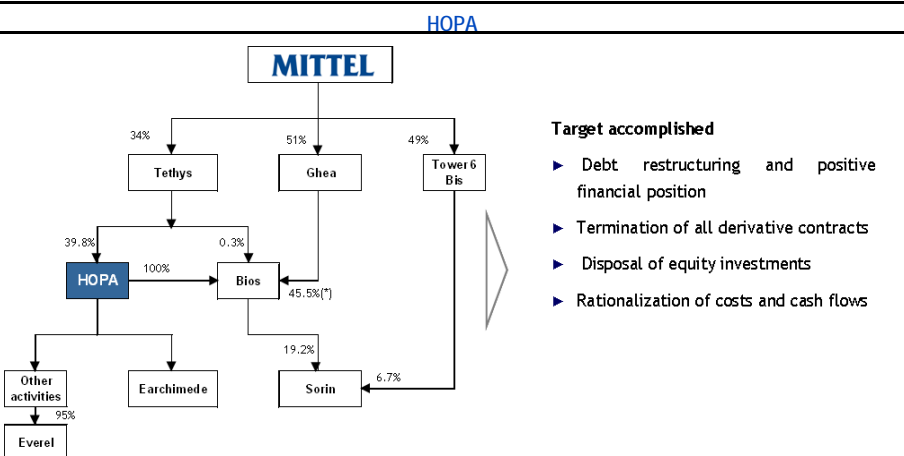 HOPA
MITTEL
34%
51%
49%
Tethys
Ghea
Tower 6
Bis
39.8%
0.3%
HOPA
100%
Bios
45.5%(*)
19.2%
6.7%
Other
activities
Earchimede
Sorin
95%
Everel
Target accomplished
► Debt restructuring and positive
financial position
► Termination of all derivative contracts
► Disposal of equity investments
► Rationalization of costs and cash flows